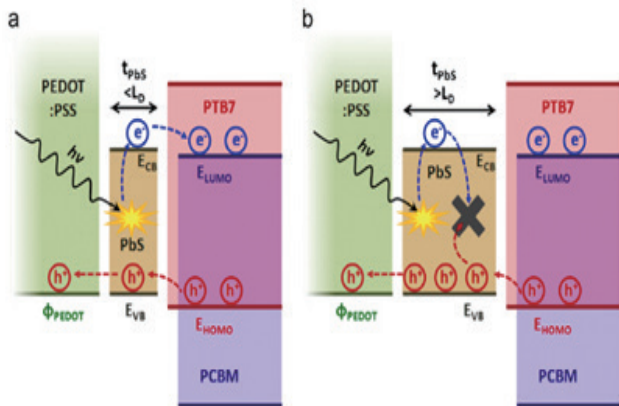 a
PEDOT
:PSS
hν
t_PbS
<L_D
e⁻
E_CB
PbS
h⁺
h⁺
Φ_PEDOT
E_VB
PTB7
e⁻ e⁻
E_LUMO
h⁺ h⁺
E_HOMO
PCBM
b
PEDOT
:PSS
hν
t_PbS
>L_D
e⁻
E_CB
PbS
h⁺
h⁺ h⁺ h⁺
Φ_PEDOT
E_VB
PTB7
e⁻ e⁻
E_LUMO
h⁺ h⁺
E_HOMO
PCBM